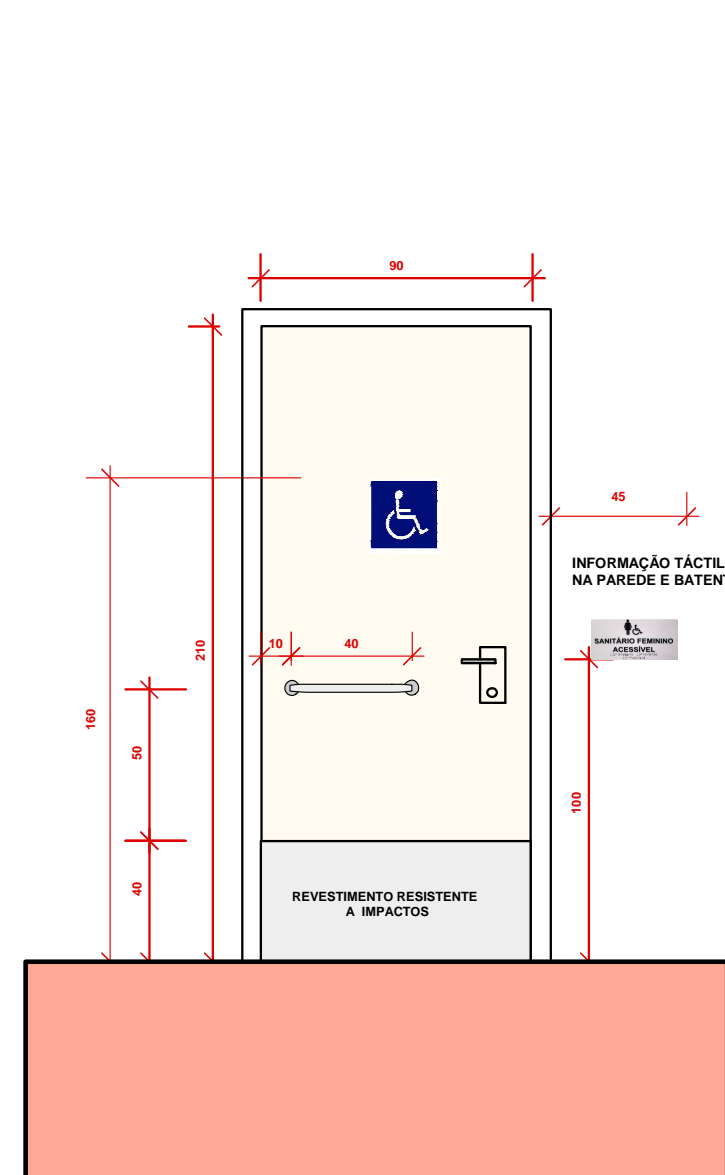 90
45
INFORMAÇÃO TÁCTIL
NA PAREDE E BATENT
SANITÁRIO FEMININO
ACESSÍVEL
10
40
210
160
50
100
40
REVESTIMENTO RESISTENTE
A IMPACTOS